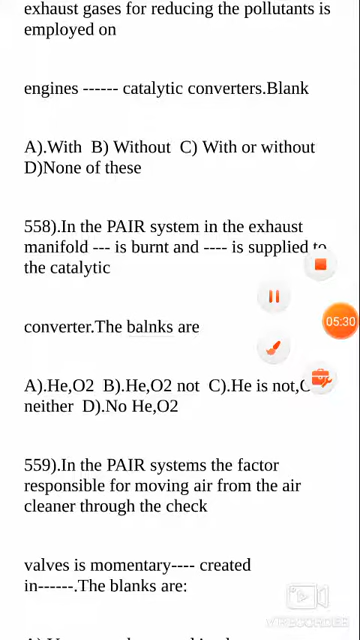 exhaust gases for reducing the pollutants is
employed on
engines ------ catalytic converters.Blank
A).With B) Without C) With or without
D)None of these
558).In the PAIR system in the exhaust
manifold --- is burnt and ---- is supplied to
the catalytic
converter.The balnks are
05:30
A).He,O2 B).He,O2 not C).He is not,
neither D).No He,O2
559).In the PAIR systems the factor
responsible for moving air from the air
cleaner through the check
valves is momentary---- created
in------.The blanks are: